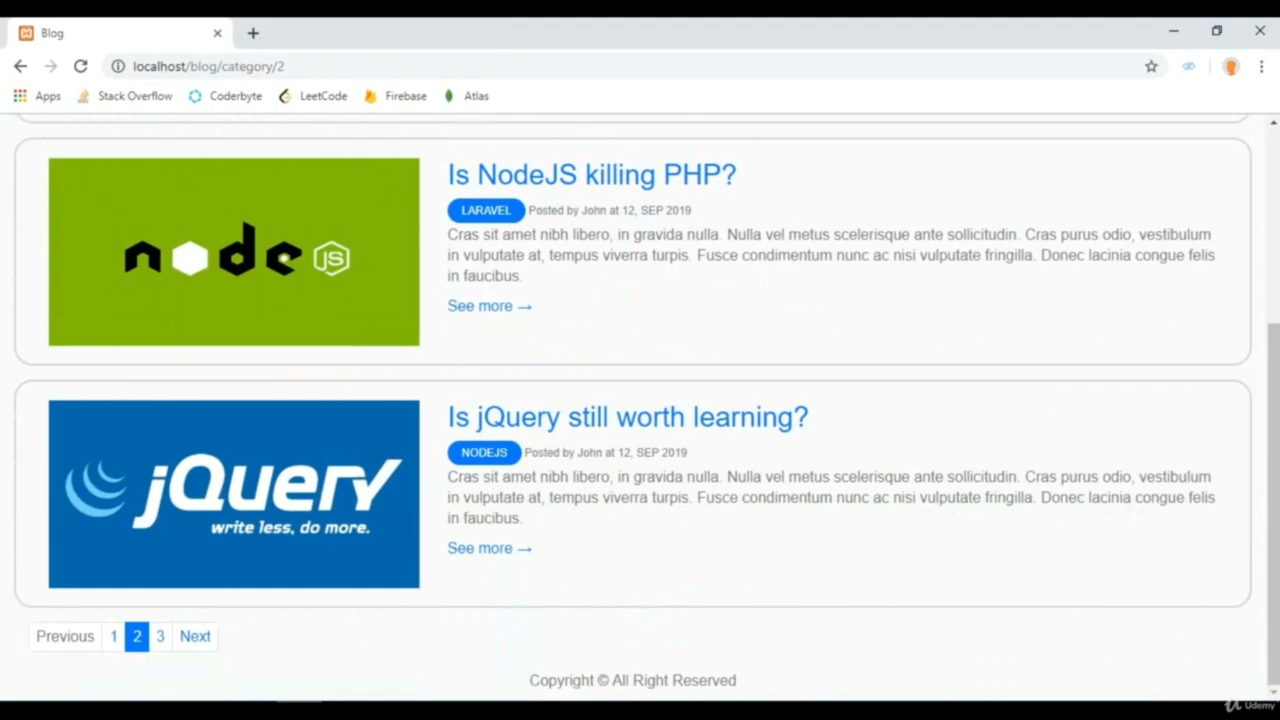 Blog
localhost/blog/category/2
Apps Stack Overflow Coderbyte LeetCode Firebase Atlas
node JS
Is NodeJS killing PHP?
LARAVEL Posted by John at 12, SEP 2019
Cras sit amet nibh libero, in gravida nulla. Nulla vel metus scelerisque ante sollicitudin. Cras purus odio, vestibulum
in vulputate at, tempus viverra turpis. Fusce condimentum nunc ac nisi vulputate fringilla. Donec lacinia congue felis
in faucibus.
See more →
jQuery
write less, do more.
Is jQuery still worth learning?
NODEJS Posted by John at 12, SEP 2019
Cras sit amet nibh libero, in gravida nulla. Nulla vel metus scelerisque ante sollicitudin. Cras purus odio, vestibulum
in vulputate at, tempus viverra turpis. Fusce condimentum nunc ac nisi vulputate fringilla. Donec lacinia congue felis
in faucibus.
See more →
Previous 1 2 3 Next
Copyright © All Right Reserved
Udemy